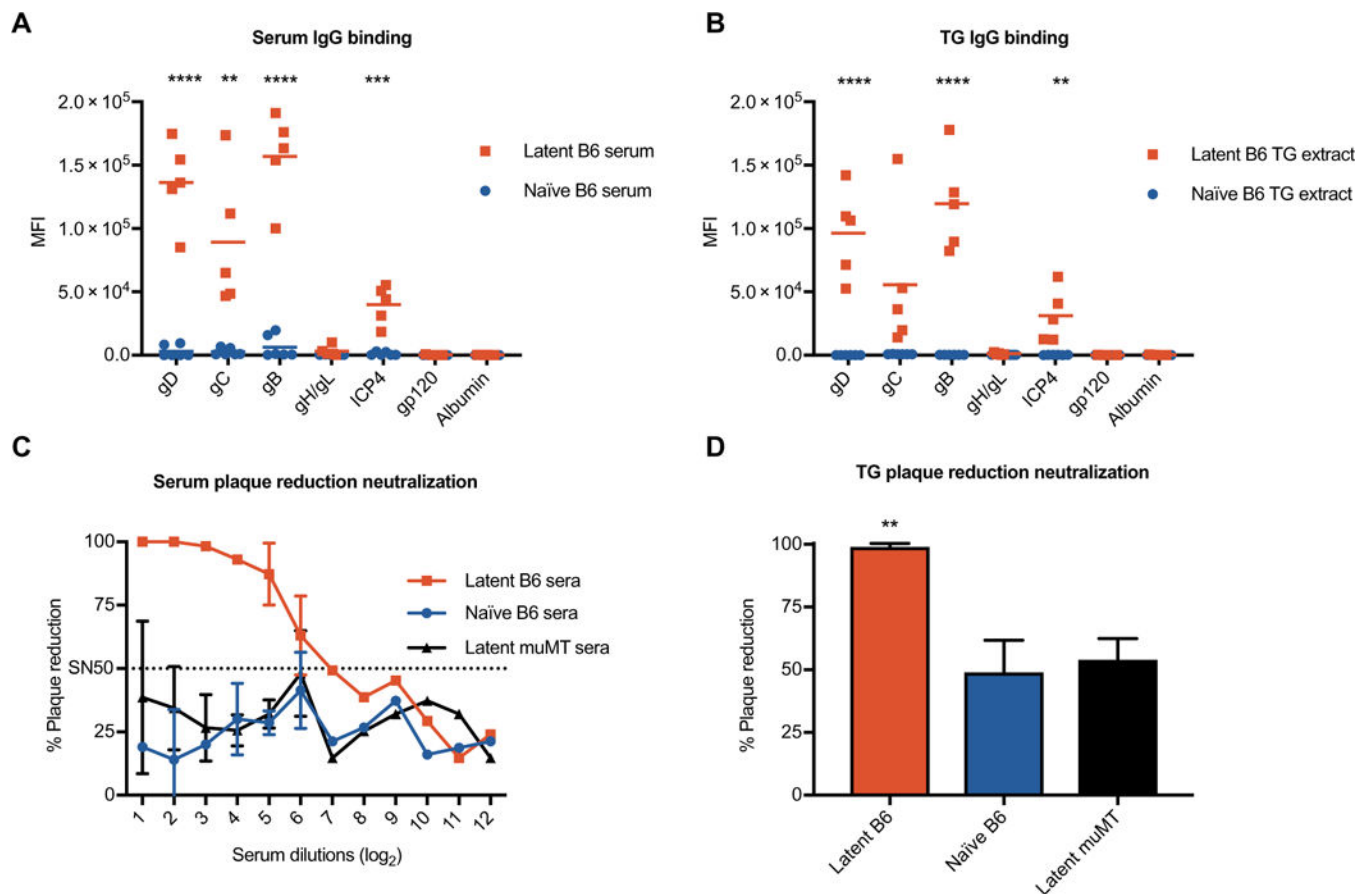 A
Serum IgG binding
**** ** **** ***
2.0 × 10⁵
1.5 × 10⁵
1.0 × 10⁵
5.0 × 10⁴
0.0
MFI
Latent B6 serum
Naïve B6 serum
gD gC gB gH/gL ICP4 gp120 Albumin
B
TG IgG binding
**** **** **
2.0 × 10⁵
1.5 × 10⁵
1.0 × 10⁵
5.0 × 10⁴
0.0
MFI
Latent B6 TG extract
Naïve B6 TG extract
gD gC gB gH/gL ICP4 gp120 Albumin
C
Serum plaque reduction neutralization
100
75
SN50
25
0
% Plaque reduction
Latent B6 sera
Naïve B6 sera
Latent muMT sera
1 2 3 4 5 6 7 8 9 10 11 12
Serum dilutions (log₂)
D
TG plaque reduction neutralization
**
100
75
50
25
0
% Plaque reduction
Latent B6
Naïve B6
Latent muMT